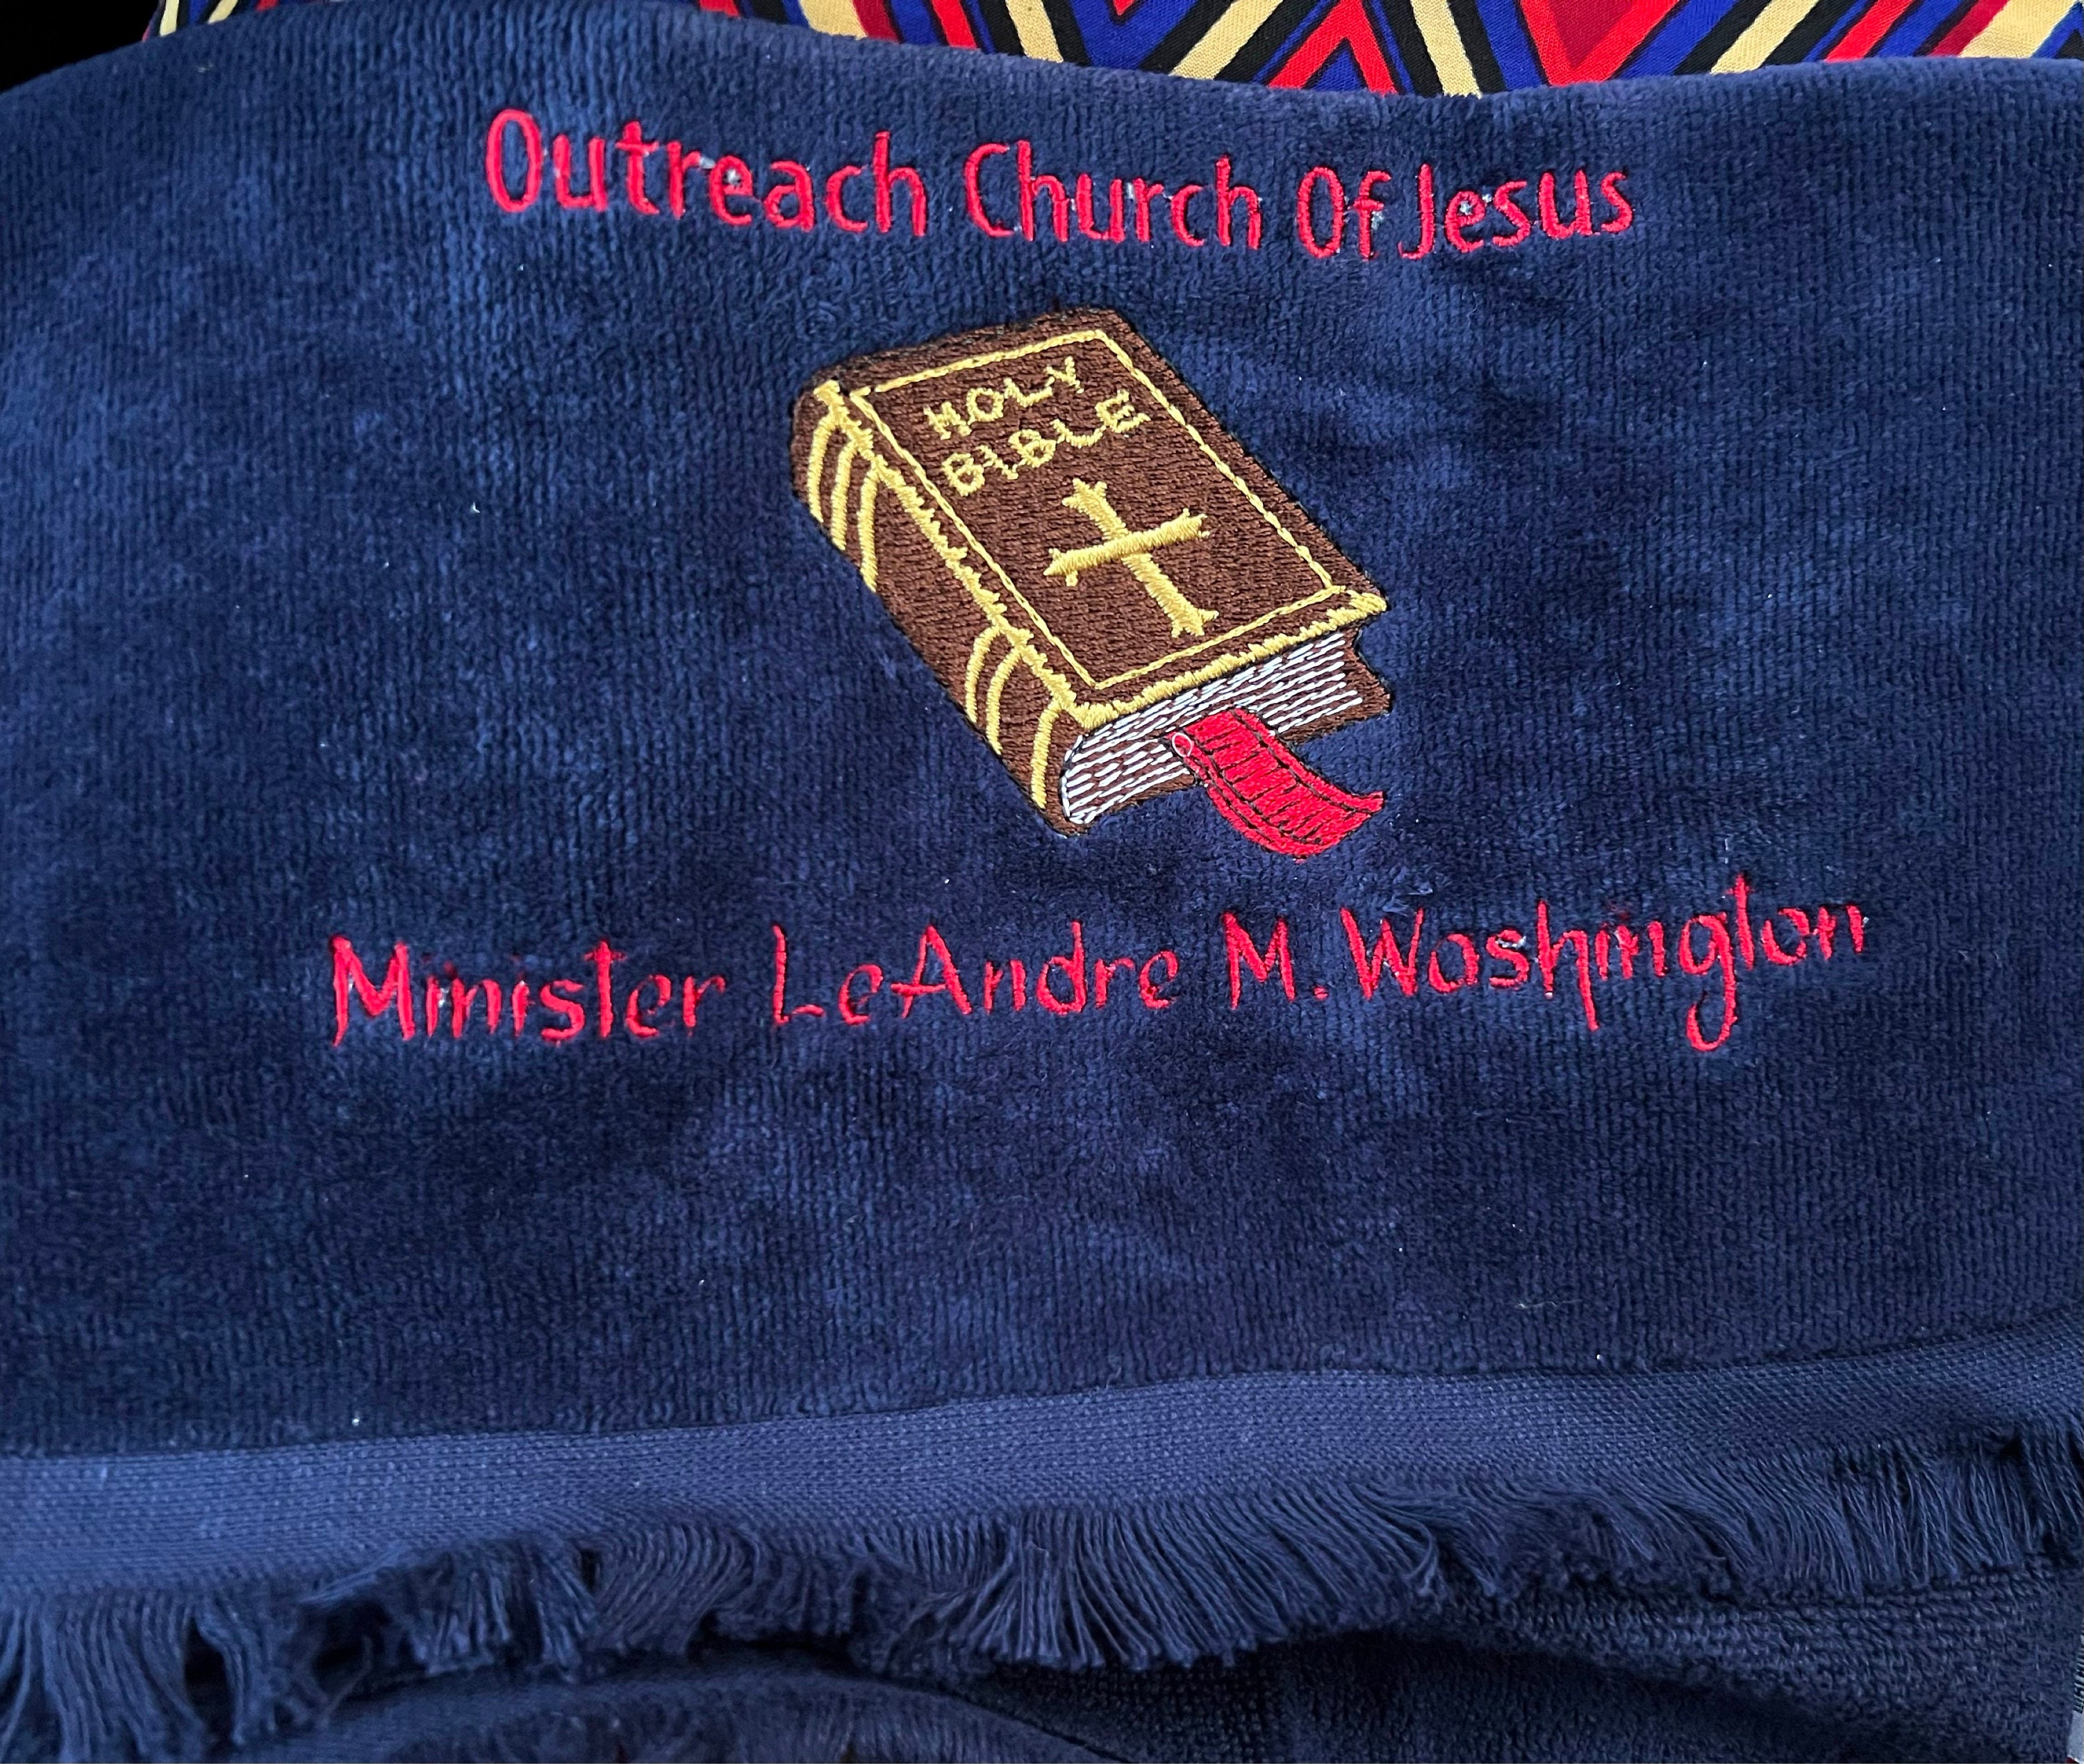 Outreach Church Of Jesus
HOLY
BIBLE
Minister LeAndre M. Washington